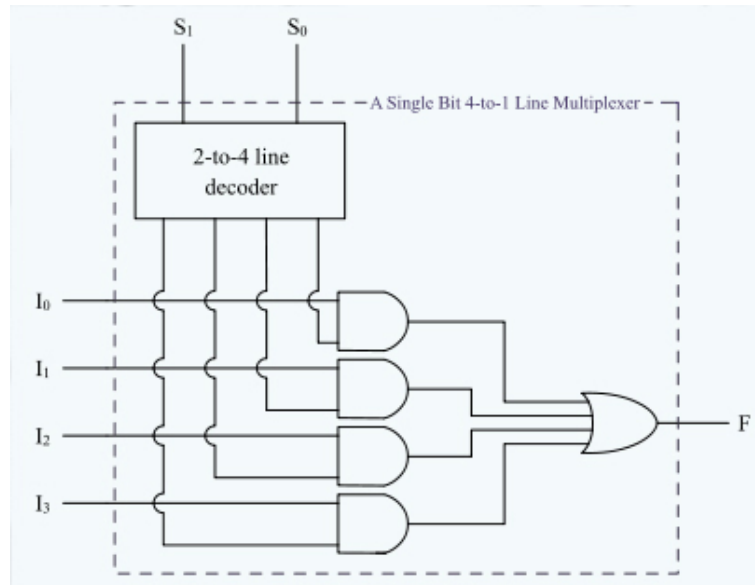 S₁ S₀
A Single Bit 4-to-1 Line Multiplexer
2-to-4 line
decoder
I₀
I₁
F
I₂
I₃